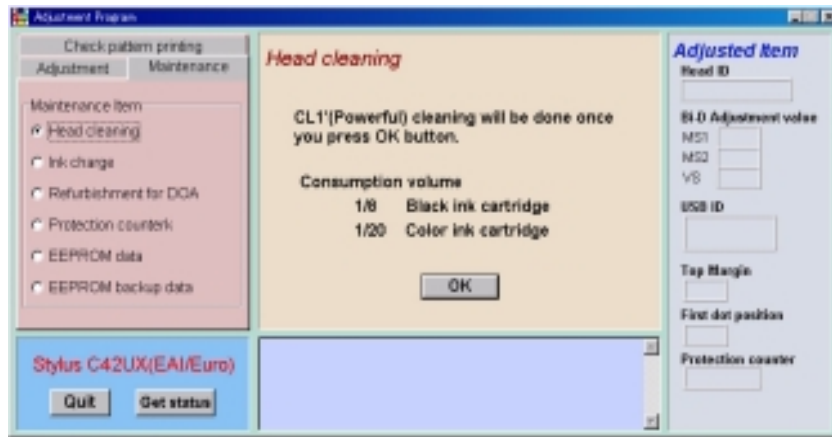 Adjustment Program
Check pattern printing
Adjustment
Maintenance
Maintenance Item
Head cleaning
Ink charge
Refurbishment for DOA
Protection counterk
EEPROM data
EEPROM backup data
Stylus C42UX(EAI/Euro)
Quit
Get status
Head cleaning
CL1'(Powerful) cleaning will be done once
you press OK button.
Consumption volume
1/8 Black ink cartridge
1/20 Color ink cartridge
OK
Adjusted Item
Head ID
Bi-D Adjustment value
MS1
MS2
VS
USB ID
Top Margin
First dot position
Protection counter